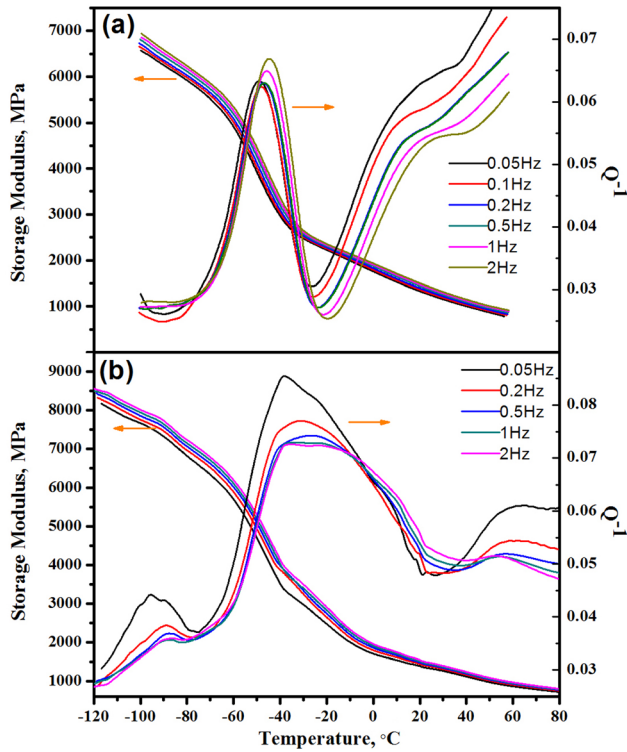 (a)
7000
6000
5000
4000
3000
2000
1000
Storage Modulus, MPa
0.07
0.06
0.05
0.04
0.03
Q⁻¹
0.05Hz
0.1Hz
0.2Hz
0.5Hz
1Hz
2Hz
(b)
9000
8000
7000
6000
5000
4000
3000
2000
1000
Storage Modulus, MPa
0.08
0.07
0.06
0.05
0.04
0.03
Q⁻¹
0.05Hz
0.2Hz
0.5Hz
1Hz
2Hz
-120 -100 -80 -60 -40 -20 0 20 40 60 80
Temperature, °C